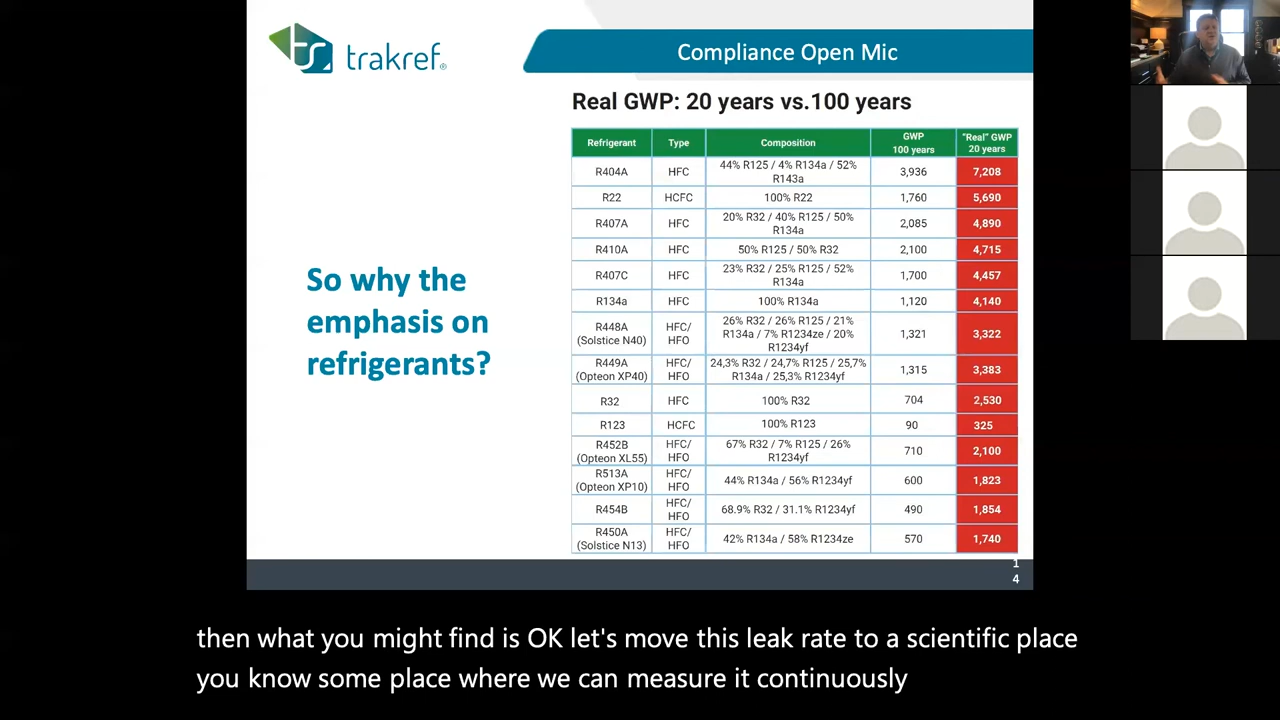 trakref®
Compliance Open Mic
Real GWP: 20 years vs.100 years
So why the
emphasis on
refrigerants?
Refrigerant Type Composition GWP 100 years "Real" GWP 20 years
R404A HFC 44% R125 / 4% R134a / 52% R143a 3,936 7,208
R22 HCFC 100% R22 1,760 5,690
R407A HFC 20% R32 / 40% R125 / 50% R134a 2,085 4,890
R410A HFC 50% R125 / 50% R32 2,100 4,715
R407C HFC 23% R32 / 25% R125 / 52% R134a 1,700 4,457
R134a HFC 100% R134a 1,120 4,140
R448A (Solstice N40) HFC/ HFO 26% R32 / 26% R125 / 21% R134a / 7% R1234ze / 20% R1234yf 1,321 3,322
R449A (Opteon XP40) HFC/ HFO 24,3% R32 / 24,7% R125 / 25,7% R134a / 25,3% R1234yf 1,315 3,383
R32 HFC 100% R32 704 2,530
R123 HCFC 100% R123 90 325
R452B (Opteon XL55) HFC/ HFO 67% R32 / 7% R125 / 26% R1234yf 710 2,100
R513A (Opteon XP10) HFC/ HFO 44% R134a / 56% R1234yf 600 1,823
R454B HFC/ HFO 68.9% R32 / 31.1% R1234yf 490 1,854
R450A (Solstice N13) HFC/ HFO 42% R134a / 58% R1234ze 570 1,740
1
4
then what you might find is OK let's move this leak rate to a scientific place
you know some place where we can measure it continuously